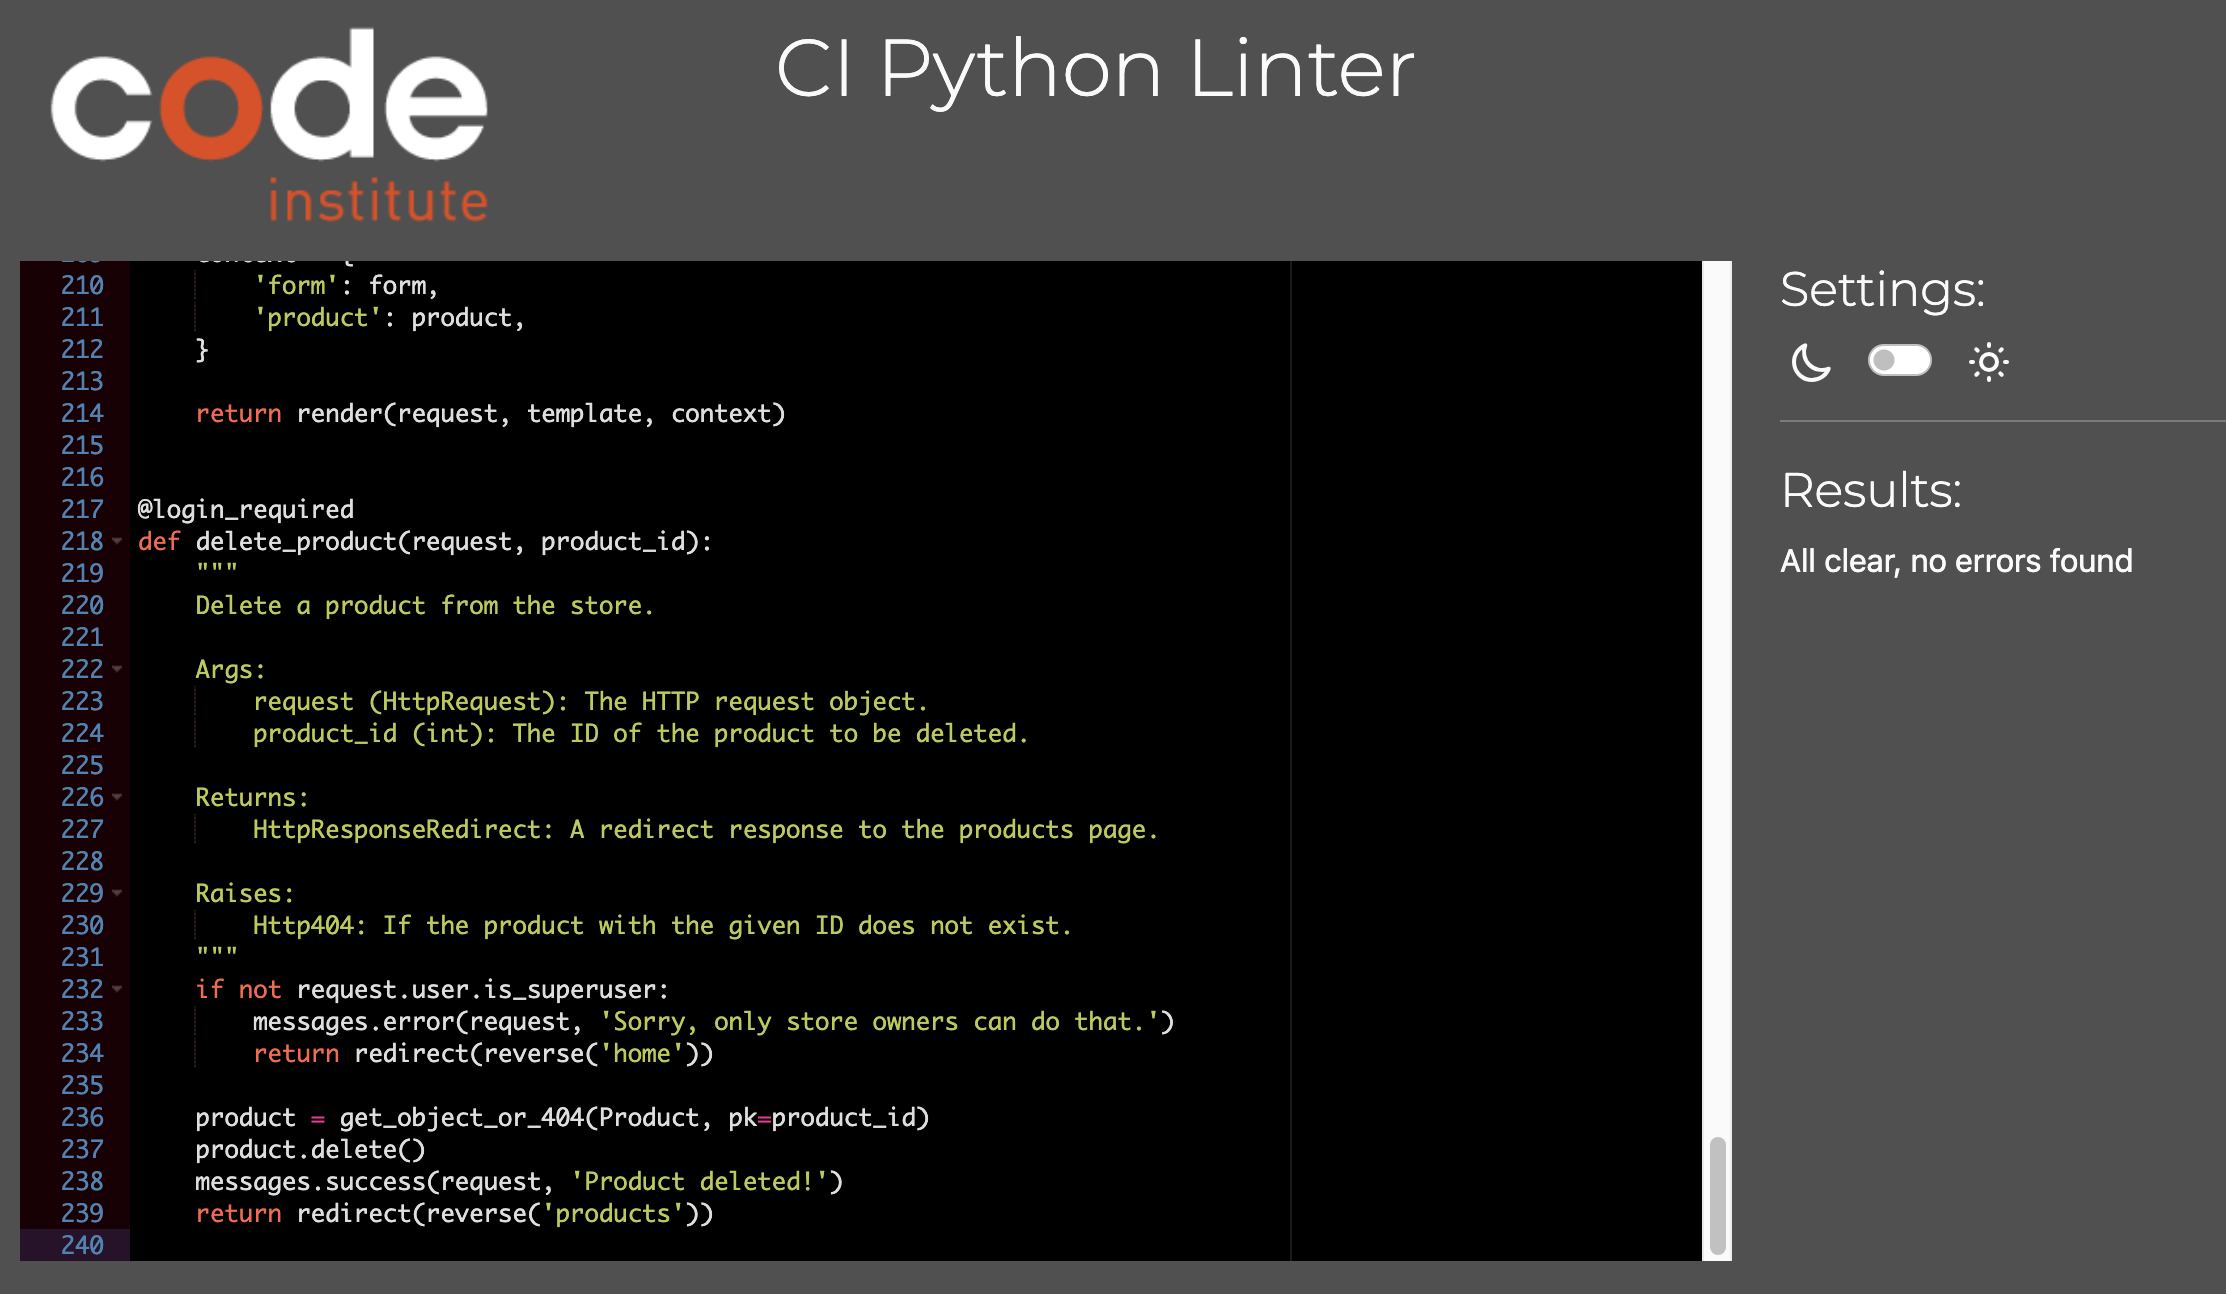 code
institute
CI Python Linter
210 'form': form,
211 'product': product,
212 }
213
214 return render(request, template, context)
215
216
217 @login_required
218 def delete_product(request, product_id):
219 """
220 Delete a product from the store.
221
222 Args:
223 request (HttpRequest): The HTTP request object.
224 product_id (int): The ID of the product to be deleted.
225
226 Returns:
227 HttpResponseRedirect: A redirect response to the products page.
228
229 Raises:
230 Http404: If the product with the given ID does not exist.
231 """
232 if not request.user.is_superuser:
233 messages.error(request, 'Sorry, only store owners can do that.')
234 return redirect(reverse('home'))
235
236 product = get_object_or_404(Product, pk=product_id)
237 product.delete()
238 messages.success(request, 'Product deleted!')
239 return redirect(reverse('products'))
240
Settings:
Results:
All clear, no errors found